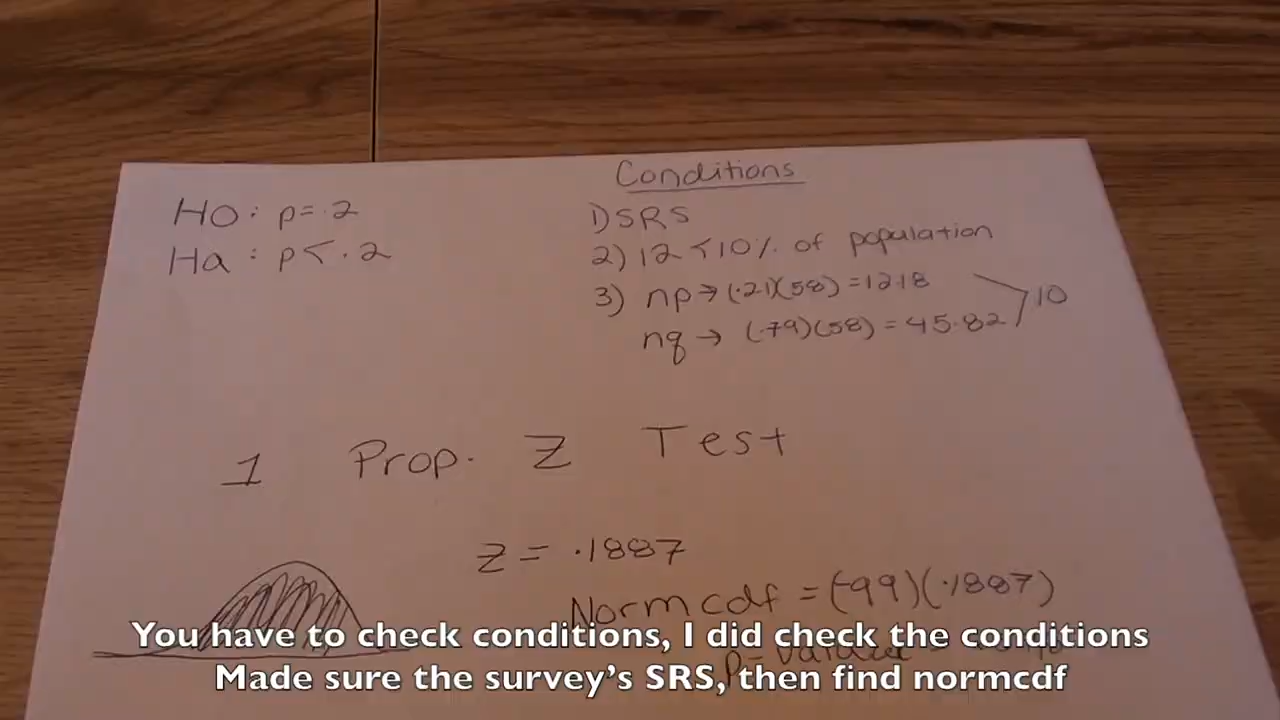 Conditions
Ho: p=.2
Ha: p<.2
1) SRS
2) 12 < 10% of population
3) np → (.21)(58) = 12.18
nq → (.79)(58) = 45.82 > 10
1 Prop. Z Test
Z = .1887
Normcdf = (-99)(.1887)
You have to check conditions, I did check the conditions
Made sure the survey's SRS, then find normcdf